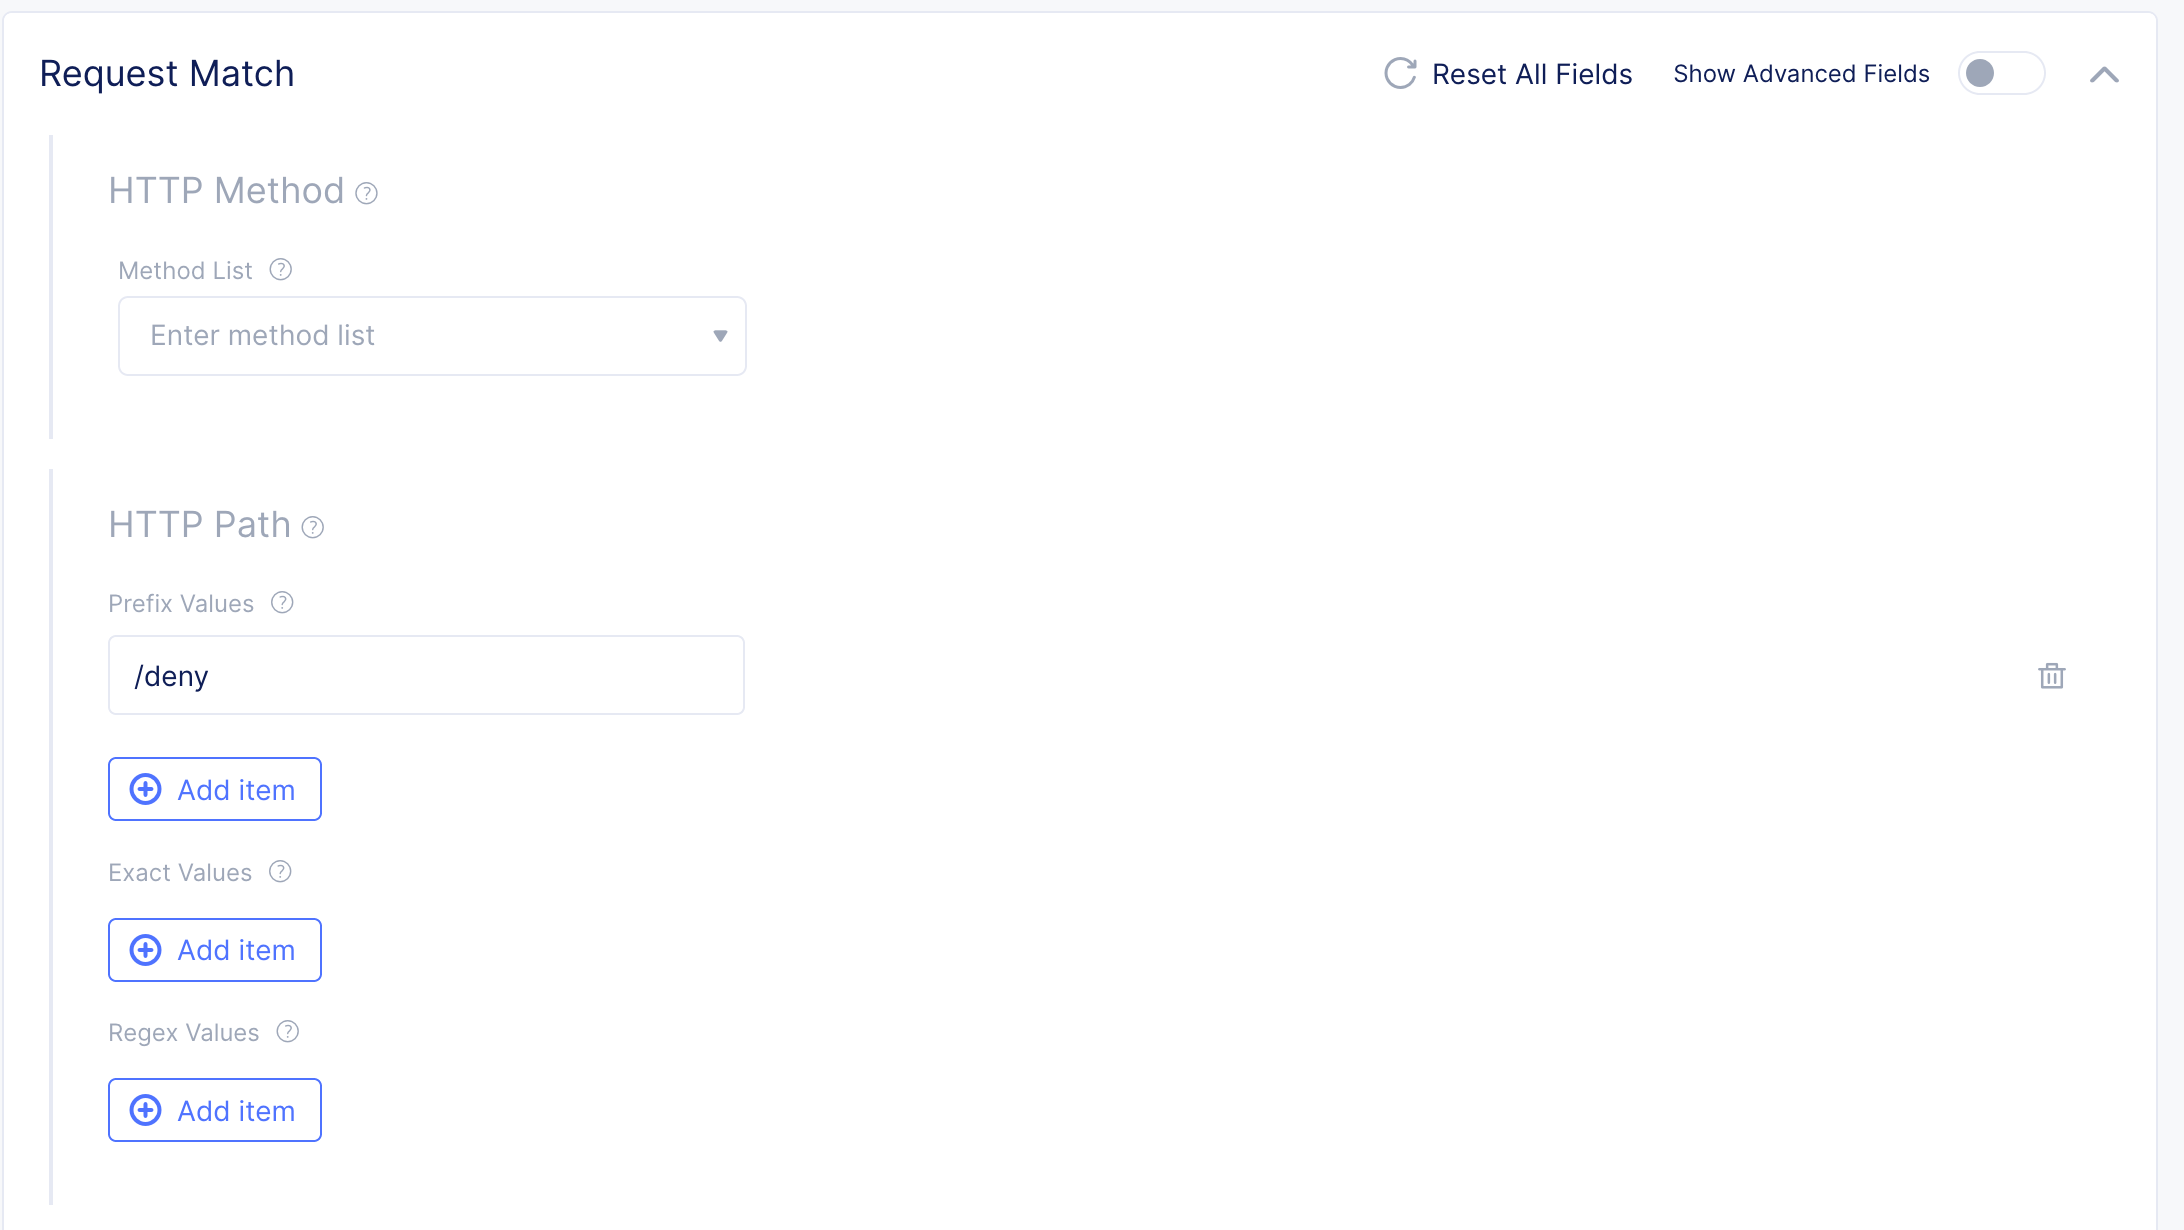 Request Match
Reset All Fields
Show Advanced Fields
HTTP Method ?
Method List ?
Enter method list
HTTP Path ?
Prefix Values ?
/deny
Add item
Exact Values ?
Add item
Regex Values ?
Add item